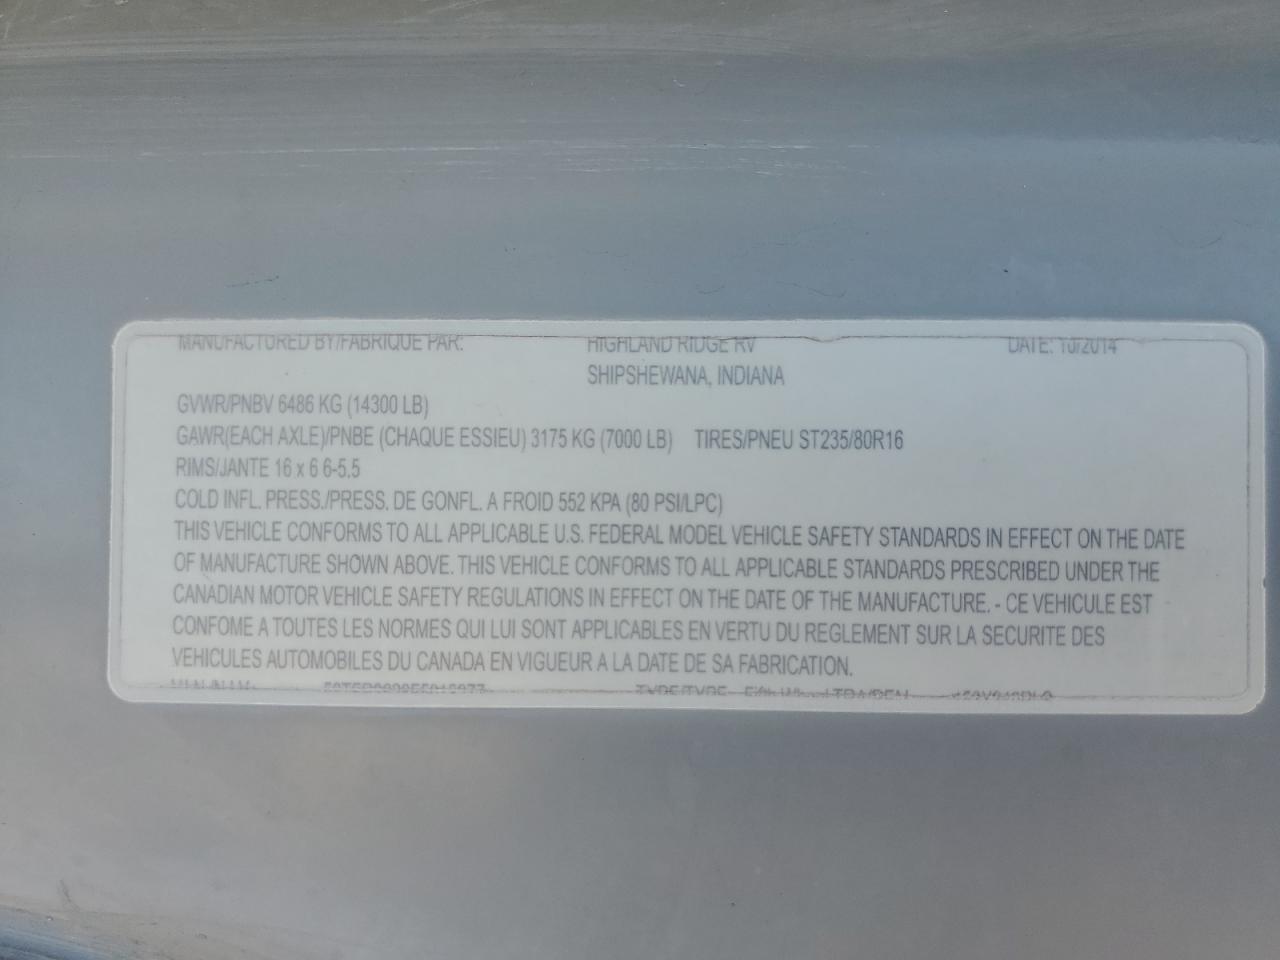 MANUFACTURED BY/FABRIQUE PAR: HIGHLAND RIDGE RV DATE: 10/2014
SHIPSHEWANA, INDIANA
GVWR/PNBV 6486 KG (14300 LB)
GAWR(EACH AXLE)/PNBE (CHAQUE ESSIEU) 3175 KG (7000 LB) TIRES/PNEU ST235/80R16
RIMS/JANTE 16 x 6 6-5.5
COLD INFL. PRESS./PRESS. DE GONFL. A FROID 552 KPA (80 PSI/LPC)
THIS VEHICLE CONFORMS TO ALL APPLICABLE U.S. FEDERAL MODEL VEHICLE SAFETY STANDARDS IN EFFECT ON THE DATE
OF MANUFACTURE SHOWN ABOVE. THIS VEHICLE CONFORMS TO ALL APPLICABLE STANDARDS PRESCRIBED UNDER THE
CANADIAN MOTOR VEHICLE SAFETY REGULATIONS IN EFFECT ON THE DATE OF THE MANUFACTURE. - CE VEHICULE EST
CONFOME A TOUTES LES NORMES QUI LUI SONT APPLICABLES EN VERTU DU REGLEMENT SUR LA SECURITE DES
VEHICULES AUTOMOBILES DU CANADA EN VIGUEUR A LA DATE DE SA FABRICATION.
TYPE/TYPE Fifth Wheel